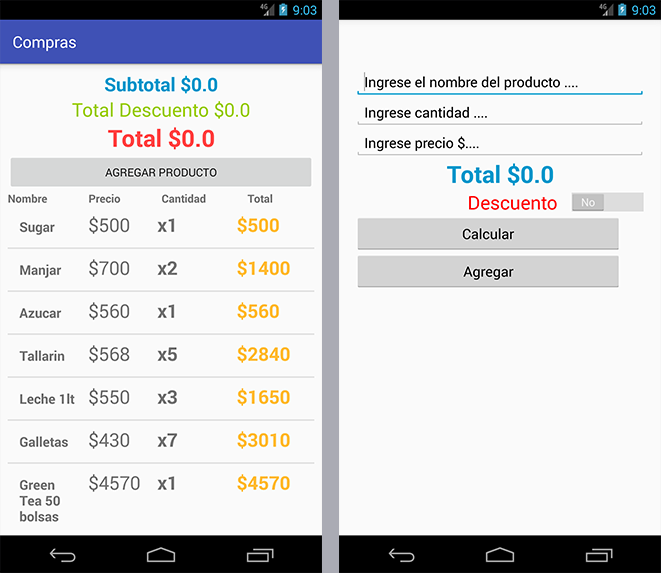 4G 9:03
Compras
Subtotal $0.0
Total Descuento $0.0
Total $0.0
AGREGAR PRODUCTO
Nombre Precio Cantidad Total
Sugar $500 x1 $500
Manjar $700 x2 $1400
Azucar $560 x1 $560
Tallarin $568 x5 $2840
Leche 1lt $550 x3 $1650
Galletas $430 x7 $3010
Green $4570 x1 $4570
Tea 50
bolsas
4G 9:03
Ingrese el nombre del producto ....
Ingrese cantidad ....
Ingrese precio $....
Total $0.0
Descuento No
Calcular
Agregar